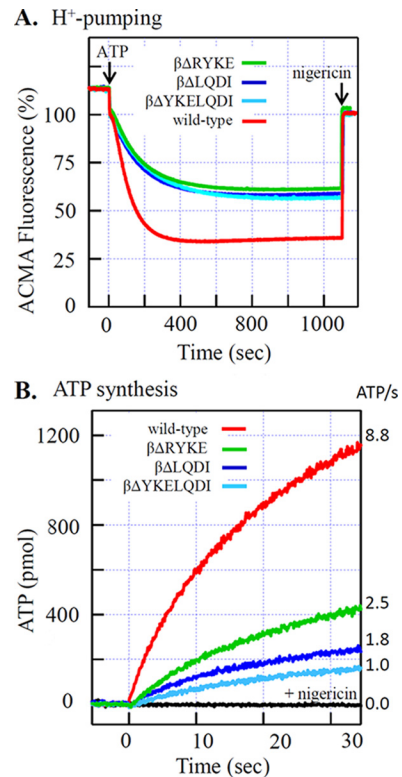 A. H⁺-pumping
ATP
βΔRYKE
βΔLQDI
βΔYKELQDI
wild-type
nigericin
ACMA Fluorescence (%)
100
75
50
25
0
0 400 800 1000
Time (sec)
B. ATP synthesis
ATP/s
wild-type
βΔRYKE
βΔLQDI
βΔYKELQDI
ATP (pmol)
1200
800
400
0
8.8
2.5
1.8
1.0
+ nigericin
0.0
0 10 20 30
Time (sec)